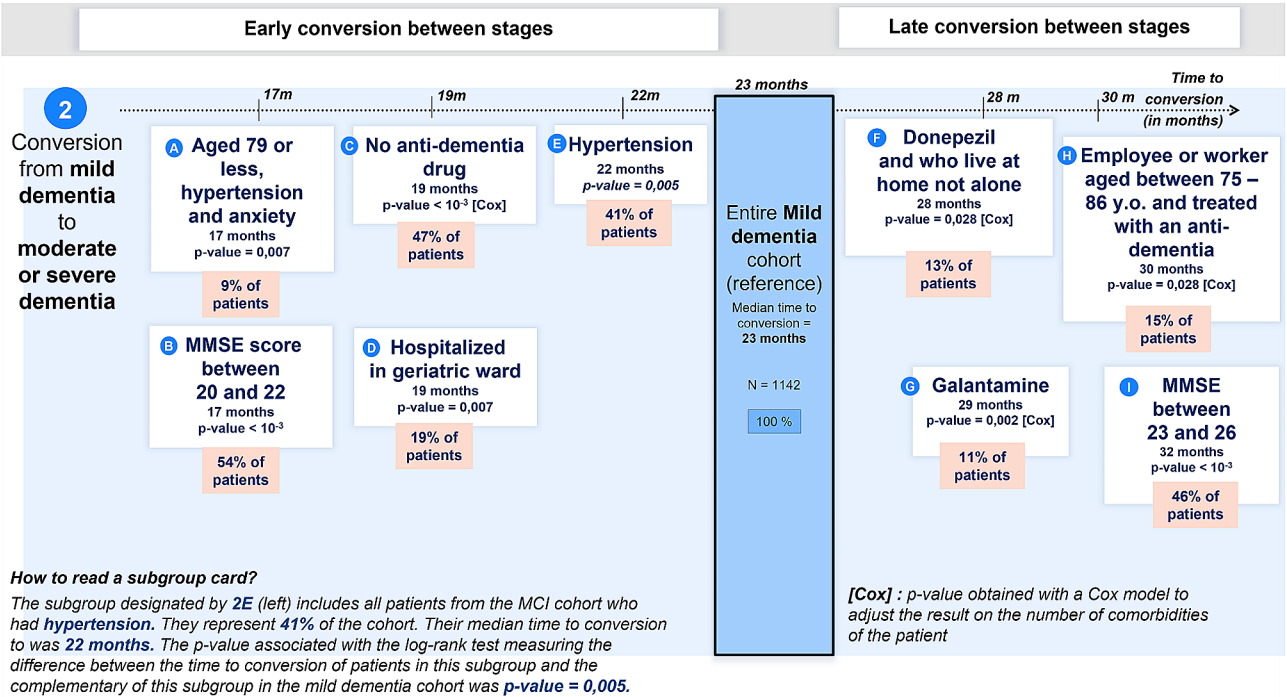 Early conversion between stages
Late conversion between stages
17m
19m
22m
23 months
28 m
30 m
Time to
conversion
(in months)
2
Conversion
from mild
dementia
to
moderate
or severe
dementia
A Aged 79 or
less,
hypertension
and anxiety
17 months
p-value = 0,007
9% of
patients
B MMSE score
between
20 and 22
17 months
p-value < 10-3
54% of
patients
C No anti-dementia
drug
19 months
p-value < 10-3 [Cox]
47% of
patients
D Hospitalized
in geriatric ward
19 months
p-value = 0,007
19% of
patients
E Hypertension
22 months
p-value = 0,005
41% of
patients
Entire Mild
dementia
cohort
(reference)
Median time to
conversion =
23 months
N = 1142
100 %
F Donepezil
and who live at
home not alone
28 months
p-value = 0,028 [Cox]
13% of
patients
G Galantamine
29 months
p-value = 0,002 [Cox]
11% of
patients
H Employee or worker
aged between 75 –
86 y.o. and treated
with an anti-
dementia
30 months
p-value = 0,028 [Cox]
15% of
patients
I MMSE
between
23 and 26
32 months
p-value < 10-3
46% of
patients
How to read a subgroup card?
The subgroup designated by 2E (left) includes all patients from the MCI cohort who
had hypertension. They represent 41% of the cohort. Their median time to conversion
to was 22 months. The p-value associated with the log-rank test measuring the
difference between the time to conversion of patients in this subgroup and the
complementary of this subgroup in the mild dementia cohort was p-value = 0,005.
[Cox] : p-value obtained with a Cox model to
adjust the result on the number of comorbidities
of the patient